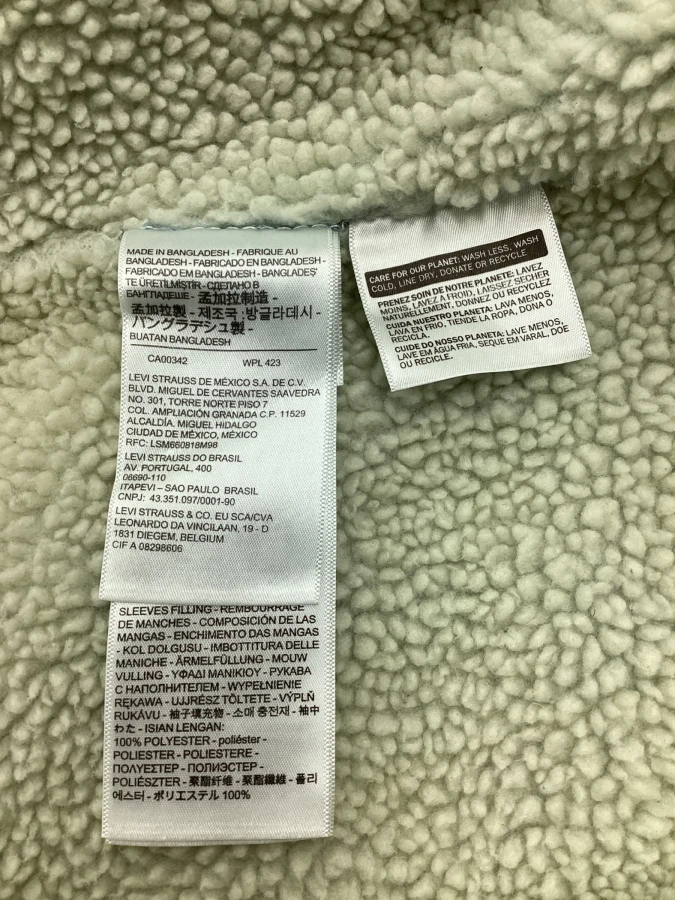 MADE IN BANGLADESH - FABRIQUE AU
BANGLADESH - FABRICADO EN BANGLADESH -
FABRICADO EM BANGLADESH - BANGLADEŞ'
TE ÜRETİLMİŞTİR - СДЕЛАНО В
БАНГЛАДЕШЕ - 孟加拉制造 -
孟加拉製 - 제조국 : 방글라데시 -
バングラデシュ製 -
BUATAN BANGLADESH
CA00342 WPL 423
LEVI STRAUSS DE MÉXICO S.A. DE C.V.
BLVD. MIGUEL DE CERVANTES SAAVEDRA
NO. 301, TORRE NORTE PISO 7
COL. AMPLIACIÓN GRANADA C.P. 11529
ALCALDÍA. MIGUEL HIDALGO
CIUDAD DE MÉXICO, MÉXICO
RFC: LSM660818M98
LEVI STRAUSS DO BRASIL
AV. PORTUGAL, 400
06690-110
ITAPEVI – SAO PAULO BRASIL
CNPJ: 43.351.097/0001-90
LEVI STRAUSS & CO. EU SCA/CVA
LEONARDO DA VINCILAAN, 19 - D
1831 DIEGEM, BELGIUM
CIF A 08298606
SLEEVES FILLING - REMBOURRAGE
DE MANCHES - COMPOSICIÓN DE LAS
MANGAS - ENCHIMENTO DAS MANGAS
- KOL DOLGUSU - IMBOTTITURA DELLE
MANICHE - ÄRMELFÜLLUNG - MOUW
VULLING - ΥΦΑΔΙ ΜΑΝΙΚΙΟΥ - РУКАВА
С НАПОЛНИТЕЛЕМ - WYPEŁNIENIE
RĘKAWA - UJJRÉSZ TÖLTETE - VÝPLŇ
RUKÁVU - 袖子填充物 - 소매 충전재 - 袖中
わた - ISIAN LENGAN:
100% POLYESTER - poliéster -
POLIESTER - POLIESTERE -
ΠΟΛΥΕΣΤΕΡ - ПОЛИЭСТЕР -
POLIÉSZTER - 聚酯纤维 - 聚酯纖維 - 폴리
에스터 - ポリエステル 100%
CARE FOR OUR PLANET: WASH LESS, WASH
COLD, LINE DRY, DONATE OR RECYCLE
PRENEZ SOIN DE NOTRE PLANETE: LAVEZ
MOINS, LAVEZ A FROID, LAISSEZ SÉCHER
NATURELLEMENT, DONNEZ OU RECYCLEZ
CUIDA NUESTRO PLANETA: LAVA MENOS,
LAVA EN FRIO, TIENDE LA ROPA, DONA O
RECICLA.
CUIDE DO NOSSO PLANETA: LAVE MENOS,
LAVE EM ÁGUA FRIA, SEQUE EM VARAL, DOE
OU RECICLE.